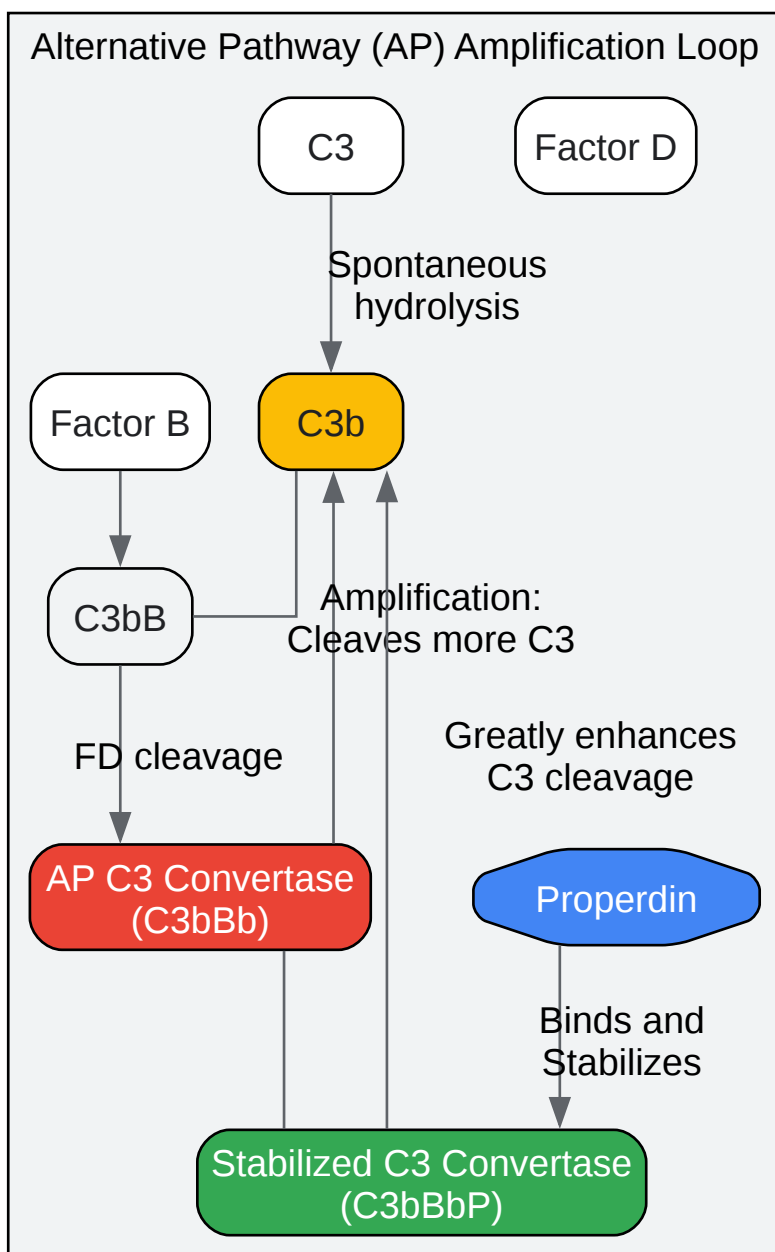 Alternative Pathway (AP) Amplification Loop
C3
Factor D
Spontaneous
hydrolysis
Factor B
C3b
C3bB
Amplification:
Cleaves more C3
FD cleavage
Greatly enhances
C3 cleavage
AP C3 Convertase
(C3bBb)
Properdin
Binds and
Stabilizes
Stabilized C3 Convertase
(C3bBbP)